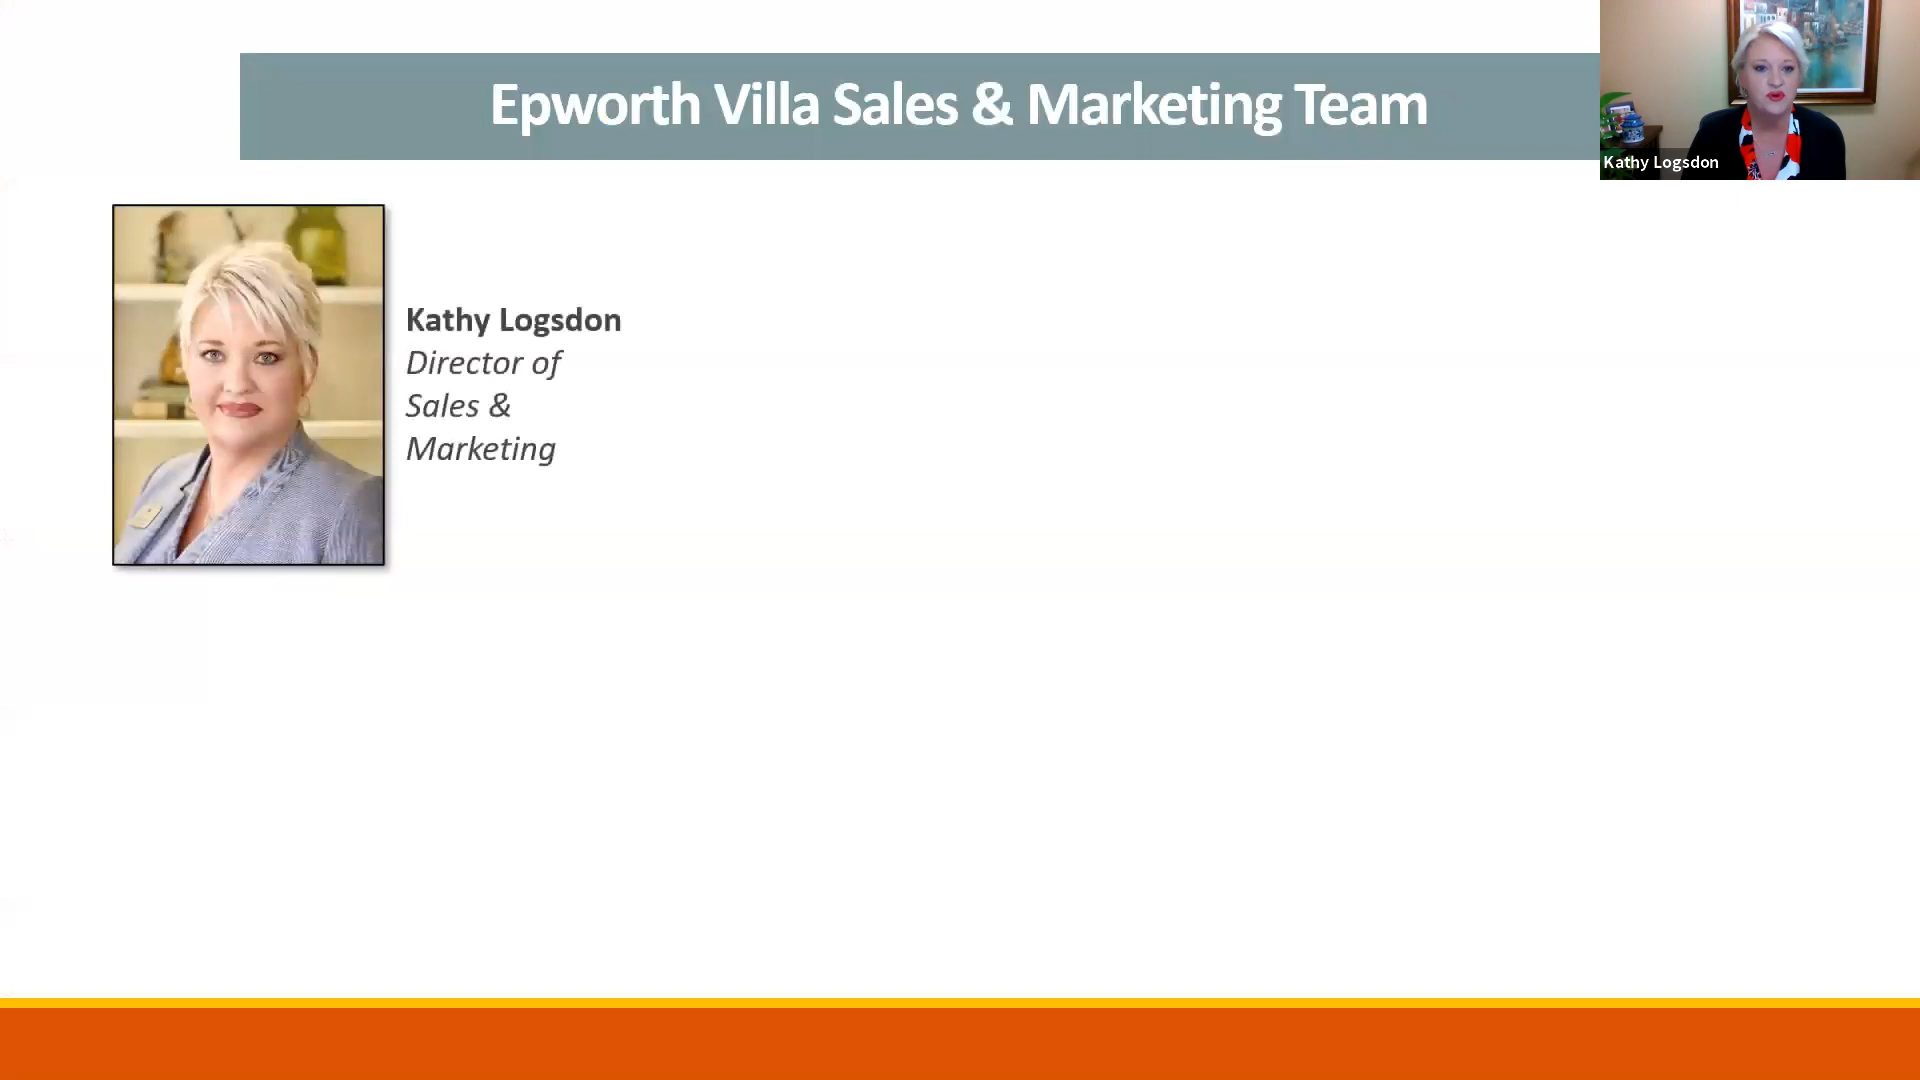 Epworth Villa Sales & Marketing Team
Kathy Logsdon
Kathy Logsdon
Director of
Sales &
Marketing